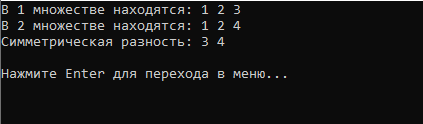 В 1 множестве находятся: 1 2 3
В 2 множестве находятся: 1 2 4
Симметрическая разность: 3 4
Нажмите Enter для перехода в меню...